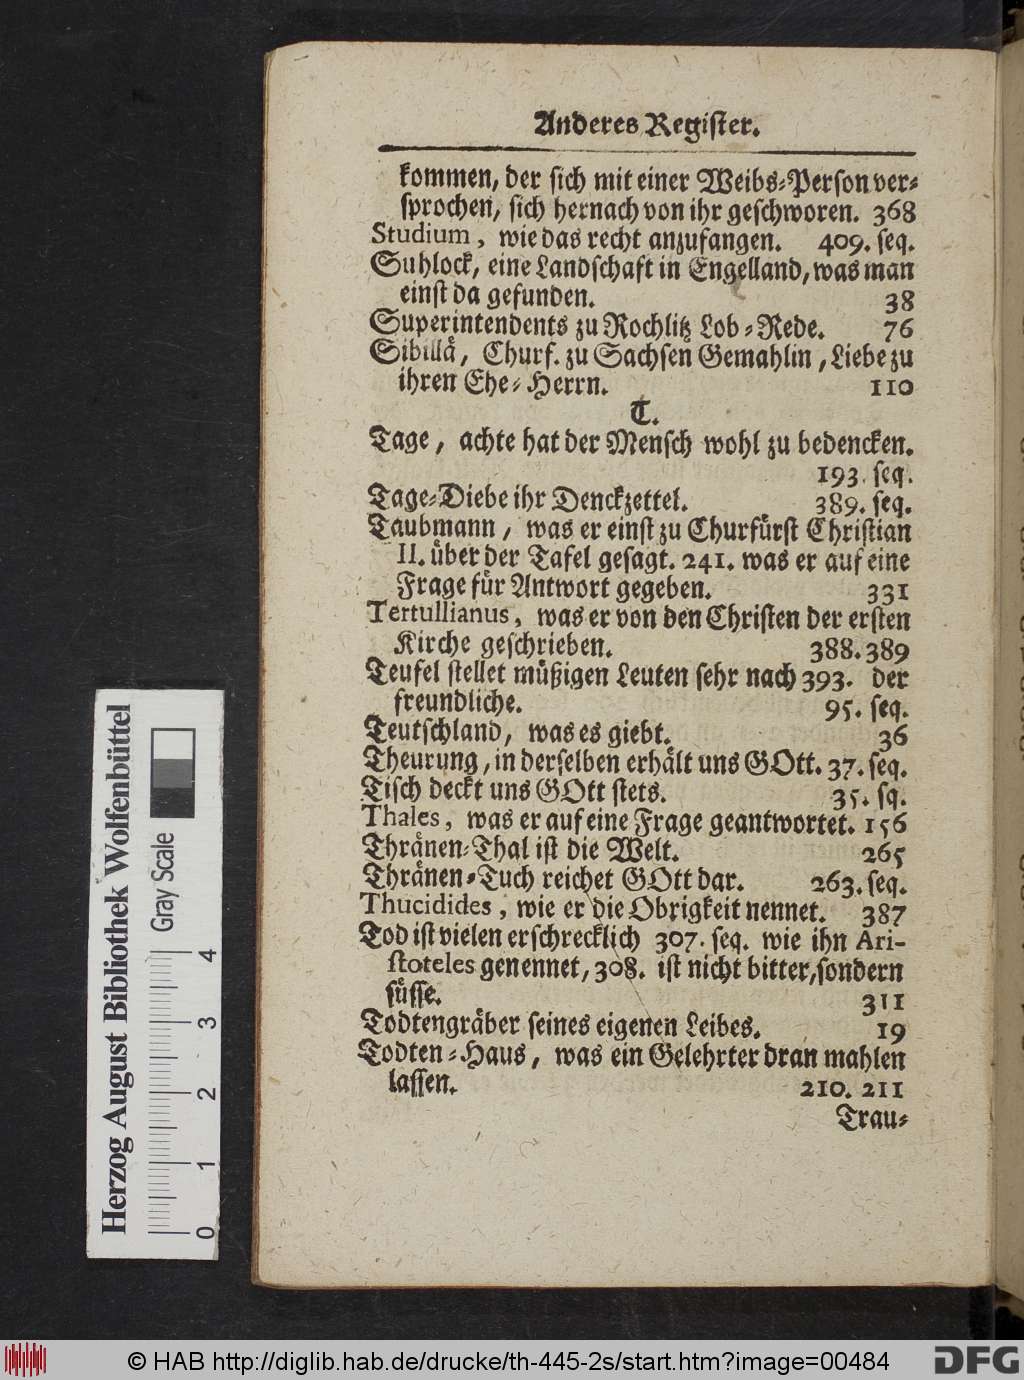 Anderes Register.
kommen, der sich mit einer Weibs-Person ver-
sprochen, sich hernach von ihr geschworen. 368
Studium, wie das recht anzufangen. 409. seq.
Suhlock, eine Landschaft in Engelland, was man
einst da gefunden. 38
Superintendents zu Rochlitz Lob-Rede. 76
Sibillä, Churf. zu Sachsen Gemahlin, Liebe zu
ihren Ehe-Herrn. 110
T.
Tage, achte hat der Mensch wohl zu bedencken.
193. seq.
Tage-Diebe ihr Denckzettel. 389. seq.
Taubmann, was er einst zu Churfürst Christian
II. über der Tafel gesagt. 241. was er auf eine
Frage für Antwort gegeben. 331
Tertullianus, was er von den Christen der ersten
Kirche geschrieben. 388. 389
Teufel stellet müßigen Leuten sehr nach 393. der
freundliche. 95. seq.
Teutschland, was es giebt. 36
Theurung, in derselben erhält uns GOtt. 37. seq.
Tisch deckt uns GOtt stets. 35. sq.
Thales, was er auf eine Frage geantwortet. 156
Thränen-Thal ist die Welt. 265
Thränen-Tuch reichet GOtt dar. 263. seq.
Thucidides, wie er die Obrigkeit nennet. 387
Tod ist vielen erschrecklich 307. seq. wie ihn Ari-
stoteles genennet, 308. ist nicht bitter, sondern
süsse. 311
Todtengräber seines eigenen Leibes. 19
Todten-Haus, was ein Gelehrter dran mahlen
lassen. 210. 211
Trau-
Herzog August Bibliothek Wolfenbüttel
Gray Scale
0 1 2 3 4
© HAB http://diglib.hab.de/drucke/th-445-2s/start.htm?image=00484
DFG